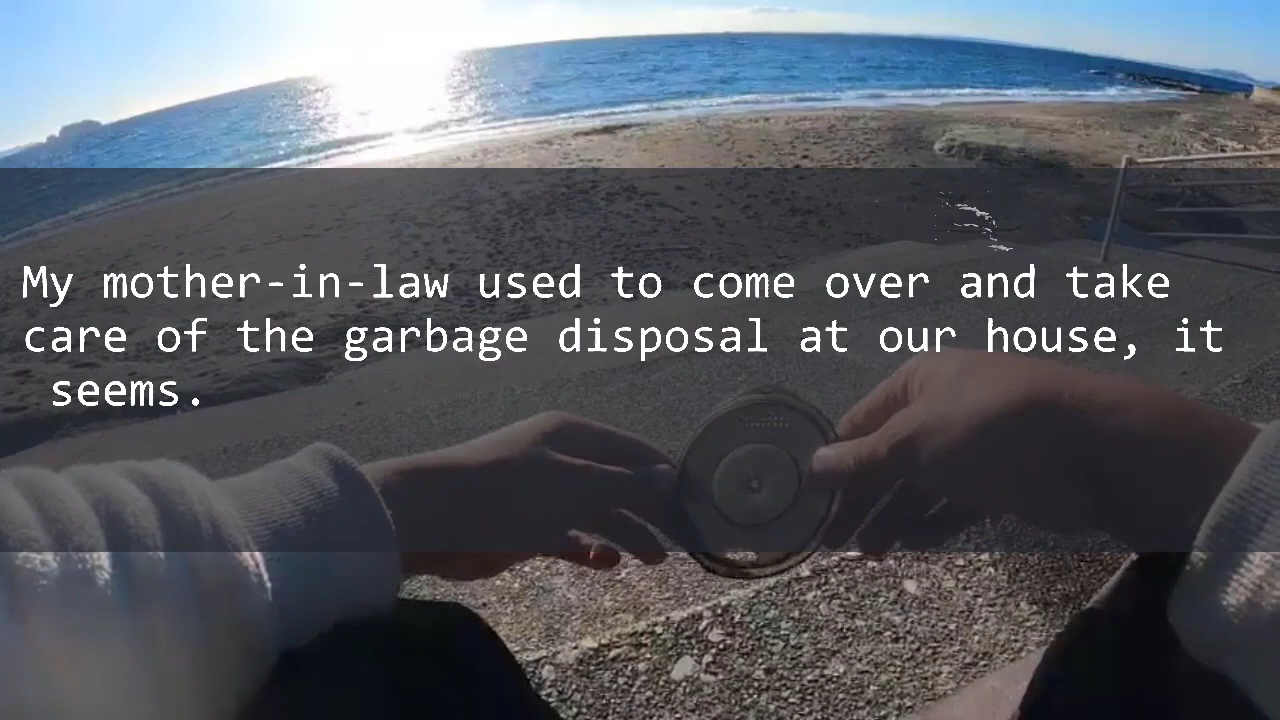 My mother-in-law used to come over and take
care of the garbage disposal at our house, it
seems.